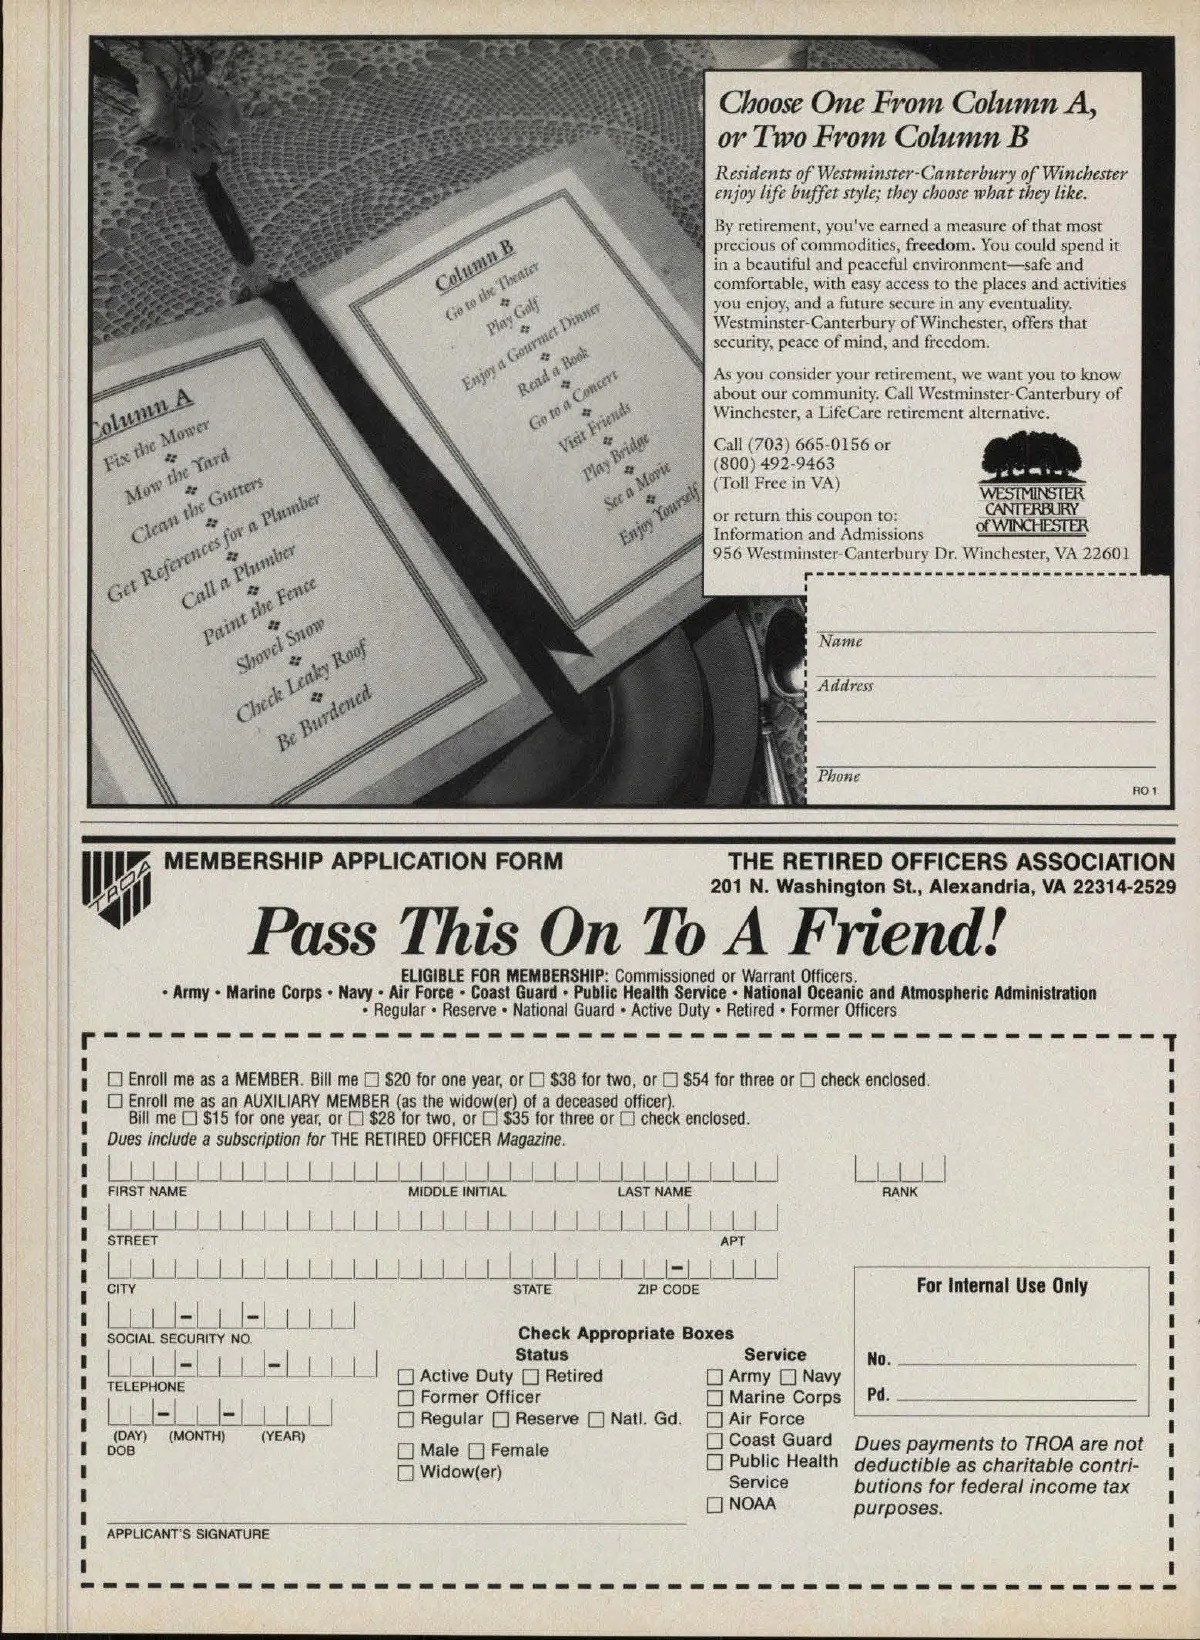 Column A
Fix the Mower
Mow the Yard
Clean the Gutters
Get References for a Plumber
Call a Plumber
Paint the Fence
Shovel Snow
Check Leaky Roof
Be Burdened
Column B
Go to the Theater
Play Golf
Enjoy a Gourmet Dinner
Read a Book
Go to a Concert
Visit Friends
Play Bridge
See a Movie
Enjoy Yourself
Choose One From Column A,
or Two From Column B
Residents of Westminster-Canterbury of Winchester
enjoy life buffet style; they choose what they like.
By retirement, you've earned a measure of that most
precious of commodities, freedom. You could spend it
in a beautiful and peaceful environment—safe and
comfortable, with easy access to the places and activities
you enjoy, and a future secure in any eventuality.
Westminster-Canterbury of Winchester, offers that
security, peace of mind, and freedom.
As you consider your retirement, we want you to know
about our community. Call Westminster-Canterbury of
Winchester, a LifeCare retirement alternative.
Call (703) 665-0156 or
(800) 492-9463
(Toll Free in VA)
or return this coupon to:
Information and Admissions
956 Westminster-Canterbury Dr. Winchester, VA 22601
WESTMINSTER
CANTERBURY
of WINCHESTER
Name
Address
Phone
RO 1
TROA
MEMBERSHIP APPLICATION FORM
THE RETIRED OFFICERS ASSOCIATION
201 N. Washington St., Alexandria, VA 22314-2529
Pass This On To A Friend!
ELIGIBLE FOR MEMBERSHIP: Commissioned or Warrant Officers.
• Army • Marine Corps • Navy • Air Force • Coast Guard • Public Health Service • National Oceanic and Atmospheric Administration
• Regular • Reserve • National Guard • Active Duty • Retired • Former Officers
☐ Enroll me as a MEMBER. Bill me ☐ $20 for one year, or ☐ $38 for two, or ☐ $54 for three or ☐ check enclosed.
☐ Enroll me as an AUXILIARY MEMBER (as the widow(er) of a deceased officer).
Bill me ☐ $15 for one year, or ☐ $28 for two, or ☐ $35 for three or ☐ check enclosed.
Dues include a subscription for THE RETIRED OFFICER Magazine.
FIRST NAME MIDDLE INITIAL LAST NAME RANK
STREET APT
CITY STATE ZIP CODE
SOCIAL SECURITY NO.
TELEPHONE
(DAY) (MONTH) (YEAR)
DOB
Check Appropriate Boxes
Status
☐ Active Duty ☐ Retired
☐ Former Officer
☐ Regular ☐ Reserve ☐ Natl. Gd.
☐ Male ☐ Female
☐ Widow(er)
Service
☐ Army ☐ Navy
☐ Marine Corps
☐ Air Force
☐ Coast Guard
☐ Public Health
Service
☐ NOAA
For Internal Use Only
No.
Pd.
Dues payments to TROA are not
deductible as charitable contri-
butions for federal income tax
purposes.
APPLICANT'S SIGNATURE